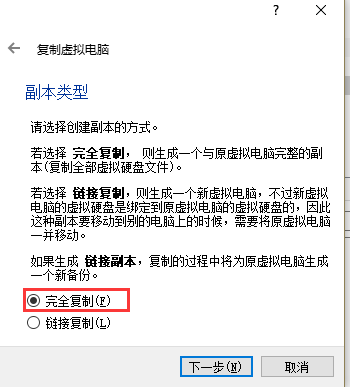 复制虚拟电脑
副本类型
请选择创建副本的方式。
若选择 完全复制， 则生成一个与原虚拟电脑完整的副
本(复制全部虚拟硬盘文件)。
若选择 链接复制，则生成一个新虚拟电脑，不过新虚拟
电脑的虚拟硬盘是绑定到原虚拟电脑的虚拟硬盘的，因此
这种副本要移动到别的电脑上的时候，需要将原虚拟电脑
一并移动。
如果生成 链接副本，复制的过程中将为原虚拟电脑生成
一个新备份。
完全复制(F)
链接复制(L)
下一步(N)
取消